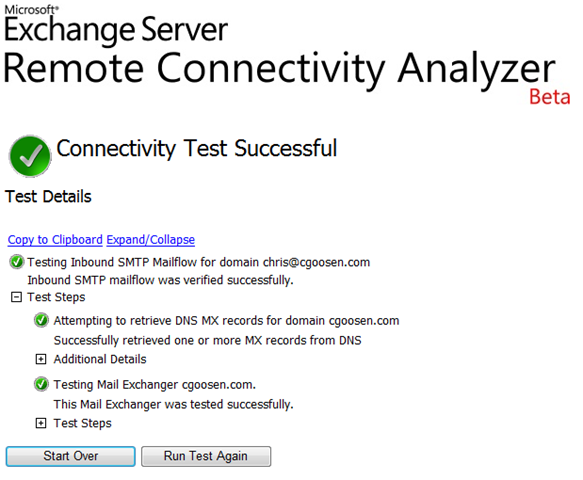 Microsoft®
Exchange Server
Remote Connectivity Analyzer
Beta
Connectivity Test Successful
Test Details
Copy to Clipboard Expand/Collapse
Testing Inbound SMTP Mailflow for domain chris@cgoosen.com
Inbound SMTP mailflow was verified successfully.
Test Steps
Attempting to retrieve DNS MX records for domain cgoosen.com
Successfully retrieved one or more MX records from DNS
Additional Details
Testing Mail Exchanger cgoosen.com.
This Mail Exchanger was tested successfully.
Test Steps
Start Over Run Test Again